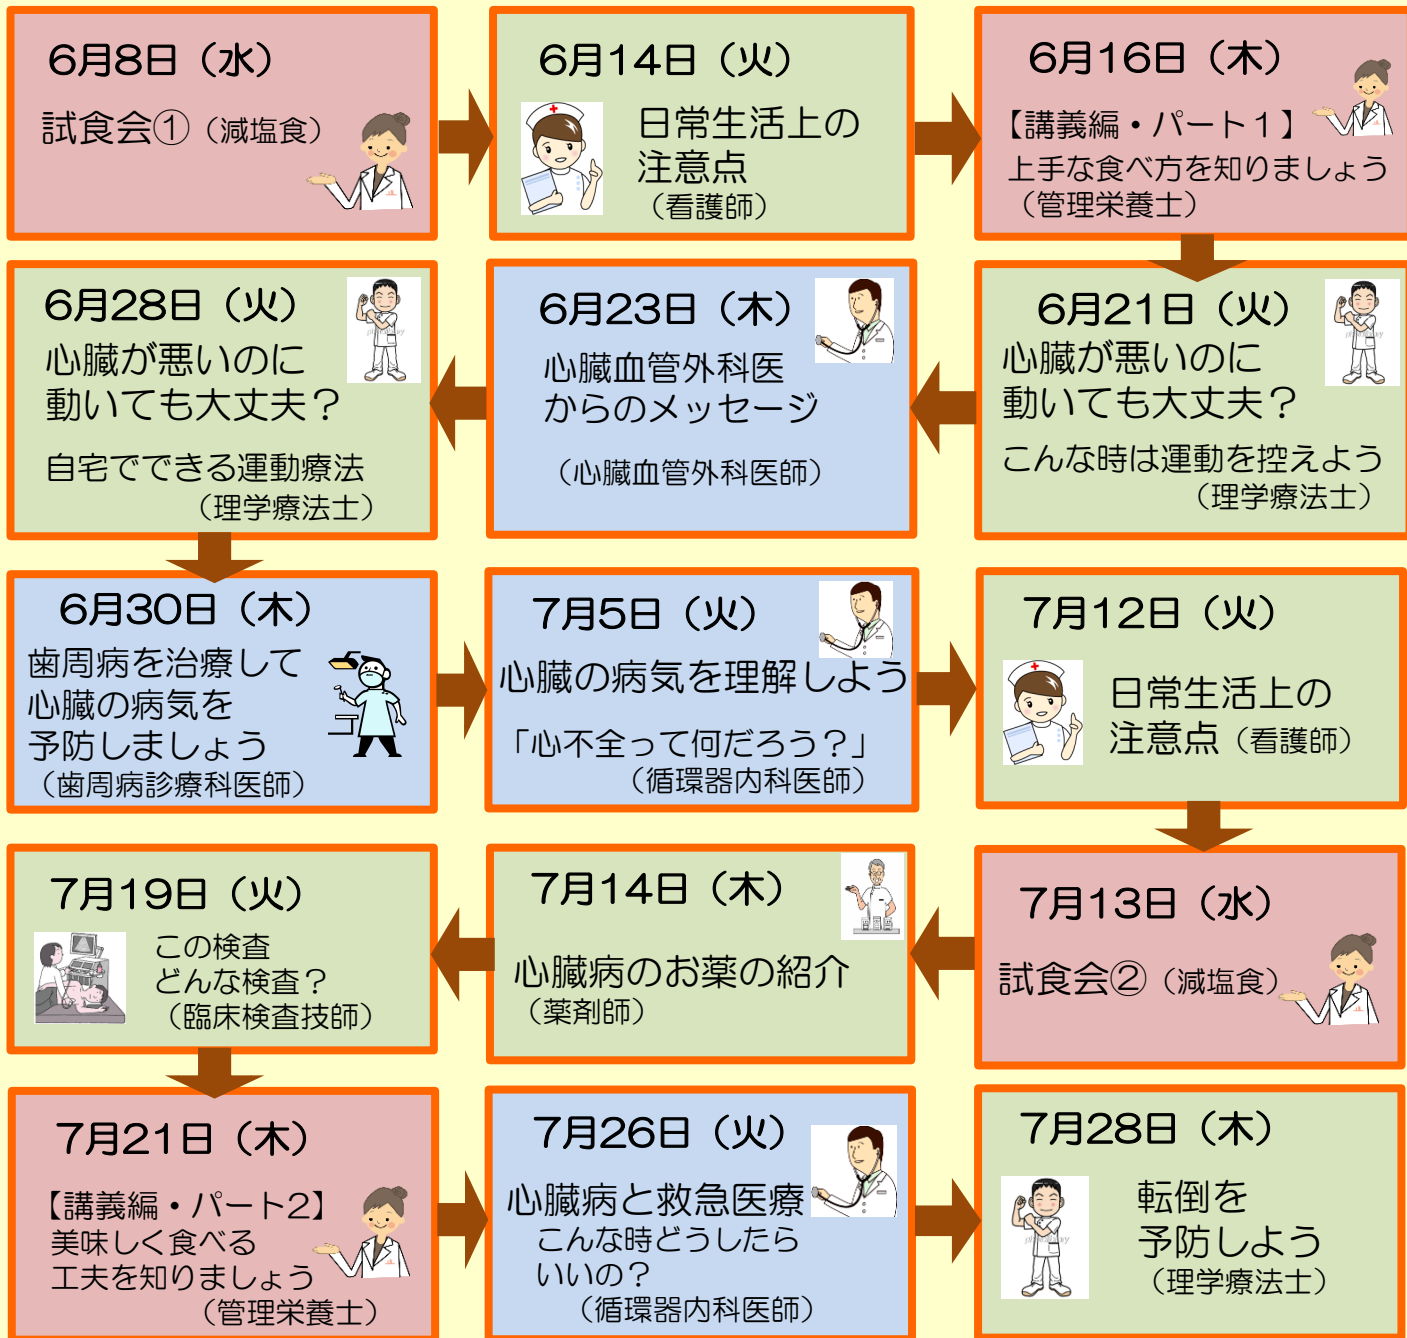 6月8日（水）
試食会①（減塩食）
6月14日（火）
日常生活上の
注意点
（看護師）
6月16日（木）
【講義編・パート１】
上手な食べ方を知りましょう
（管理栄養士）
6月21日（火）
心臓が悪いのに
動いても大丈夫？
こんな時は運動を控えよう
（理学療法士）
6月23日（木）
心臓血管外科医
からのメッセージ
（心臓血管外科医師）
6月28日（火）
心臓が悪いのに
動いても大丈夫？
自宅でできる運動療法
（理学療法士）
6月30日（木）
歯周病を治療して
心臓の病気を
予防しましょう
（歯周病診療科医師）
7月5日（火）
心臓の病気を理解しよう
「心不全って何だろう？」
（循環器内科医師）
7月12日（火）
日常生活上の
注意点（看護師）
7月13日（水）
試食会②（減塩食）
7月14日（木）
心臓病のお薬の紹介
（薬剤師）
7月19日（火）
この検査
どんな検査？
（臨床検査技師）
7月21日（木）
【講義編・パート2】
美味しく食べる
工夫を知りましょう
（管理栄養士）
7月26日（火）
心臓病と救急医療
こんな時どうしたら
いいの？
（循環器内科医師）
7月28日（木）
転倒を
予防しよう
（理学療法士）